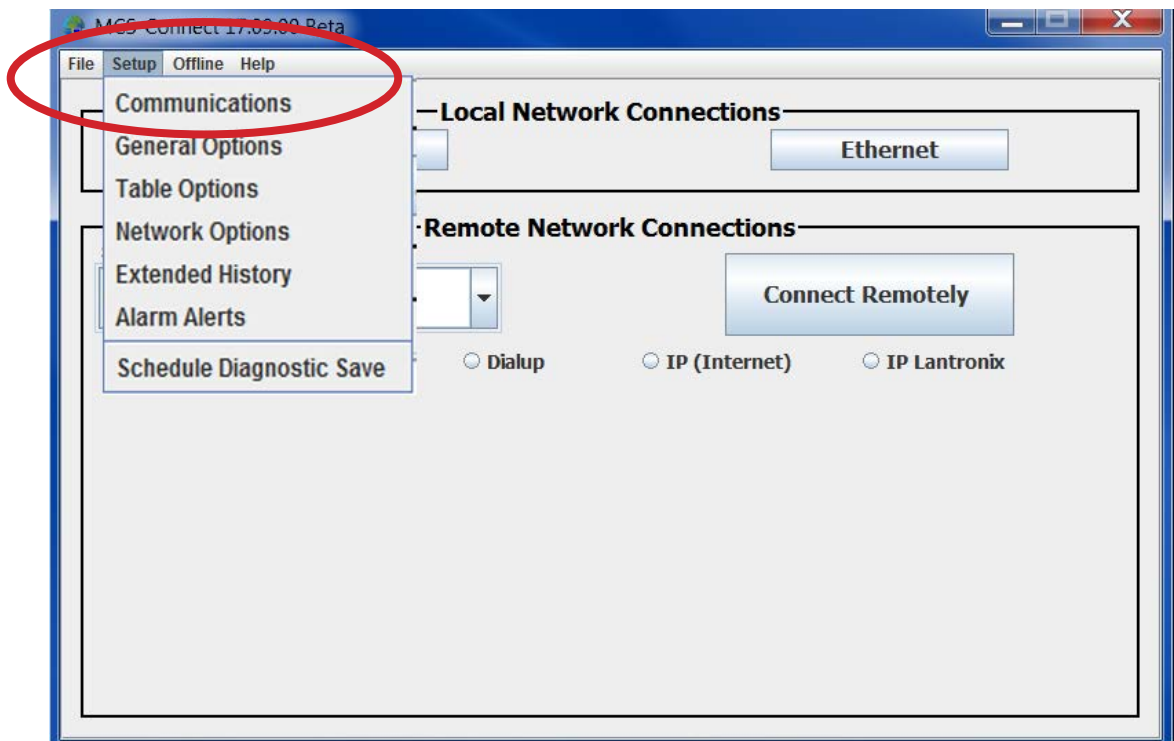 MCS-Connect 17.09.00 Beta
File Setup Offline Help
Communications
General Options
Table Options
Network Options
Extended History
Alarm Alerts
Schedule Diagnostic Save
Local Network Connections
Ethernet
Remote Network Connections
Connect Remotely
Dialup
IP (Internet)
IP Lantronix